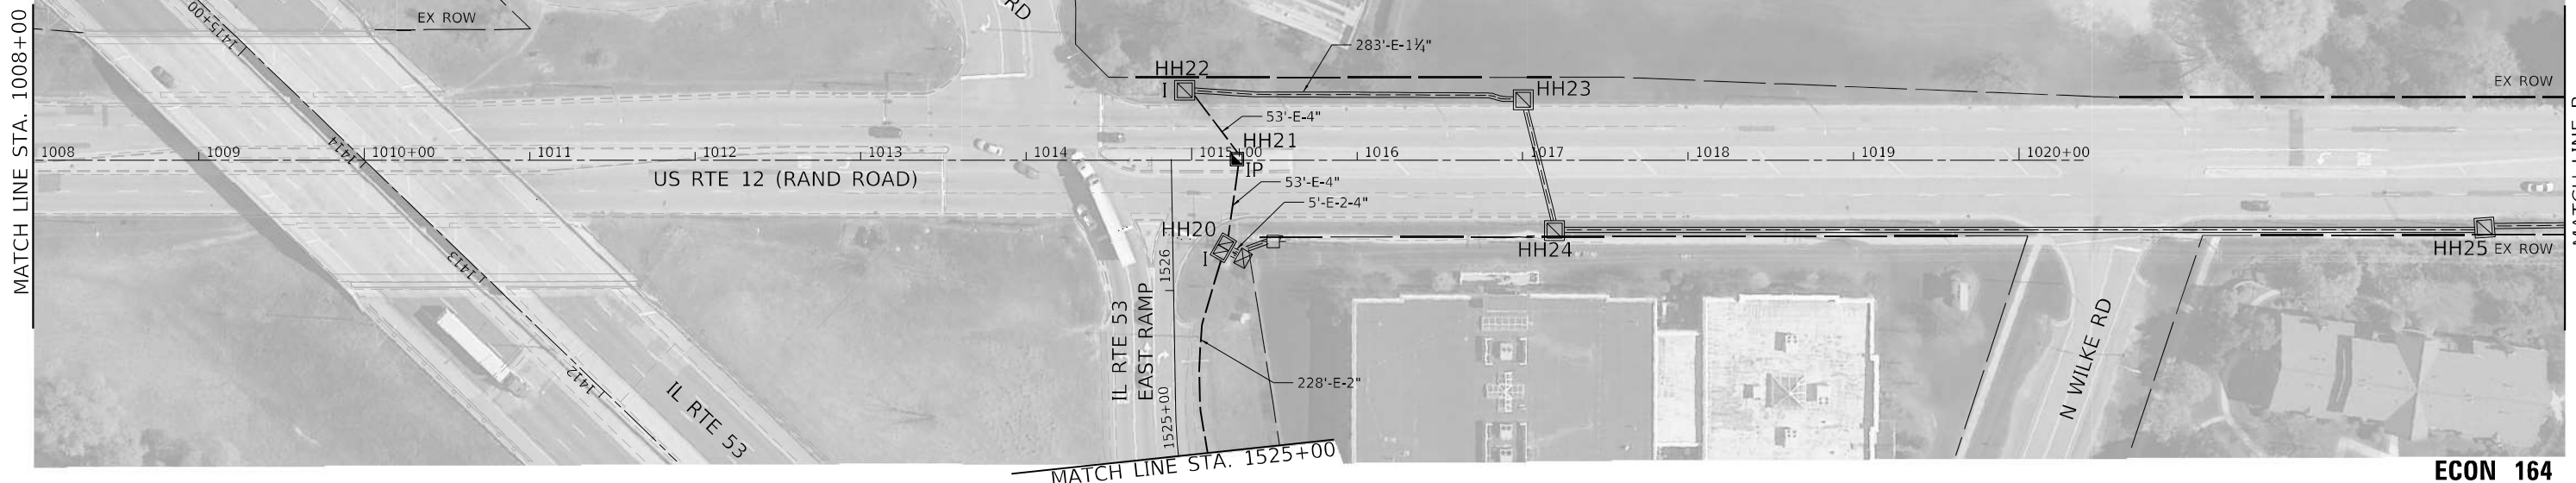 MATCH LINE STA. 1008+00
EX ROW
1415+00
1414
1413
1412
IL RTE 53
RD
HH22
I
283'-E-1¼"
HH23
EX ROW
53'-E-4"
HH21
IP
1008
1009
1010+00
1011
1012
1013
1014
1015+00
1016
1017
1018
1019
1020+00
US RTE 12 (RAND ROAD)
53'-E-4"
5'-E-2-4"
HH20
I
HH24
HH25
EX ROW
1526
1525+00
IL RTE 53
EAST RAMP
228'-E-2"
N WILKE RD
MATCH LINE STA. 1525+00
ECON 164